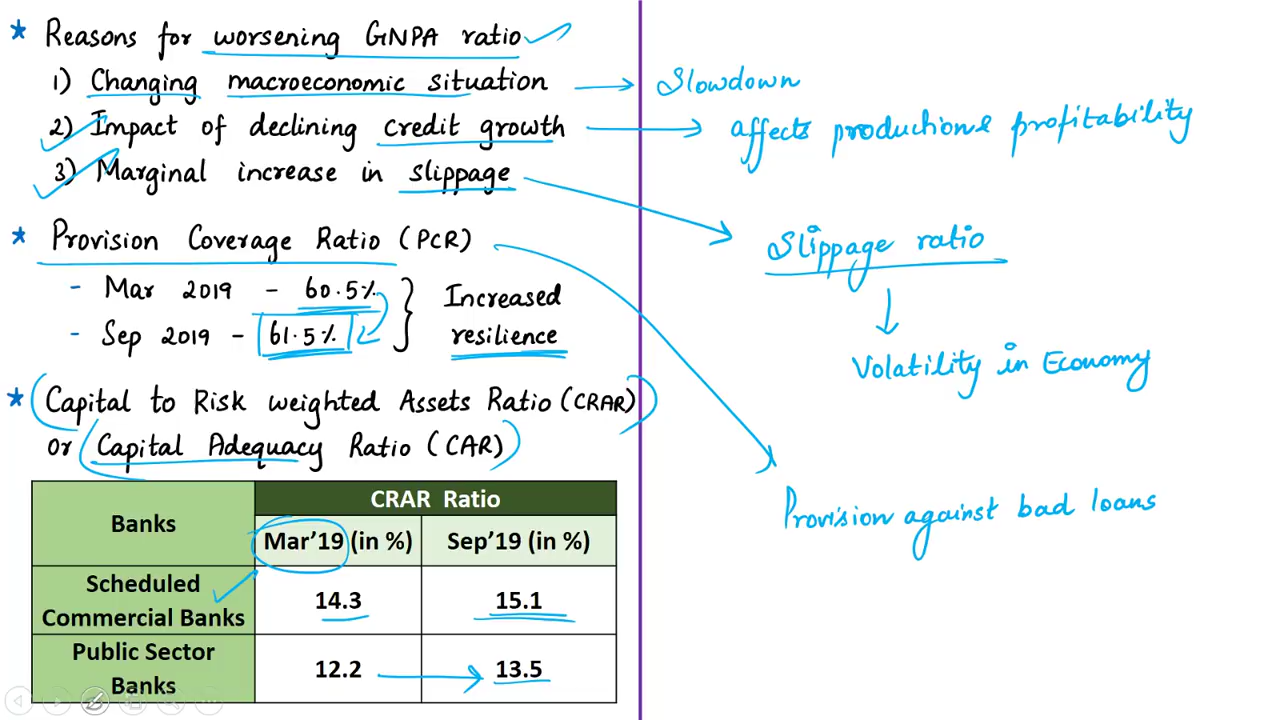 * Reasons for worsening GNPA ratio
1) Changing macroeconomic situation
2) Impact of declining credit growth
3) Marginal increase in slippage
* Provision Coverage Ratio (PCR)
- Mar 2019 - 60.5%
- Sep 2019 - 61.5%
Increased
resilience
* Capital to Risk weighted Assets Ratio (CRAR)
or Capital Adequacy Ratio (CAR)
Banks
CRAR Ratio
Mar'19 (in %)
Sep'19 (in %)
Scheduled
Commercial Banks
14.3
15.1
Public Sector
Banks
12.2
13.5
Slowdown
affects production & profitability
Slippage ratio
Volatility in Economy
Provision against bad loans